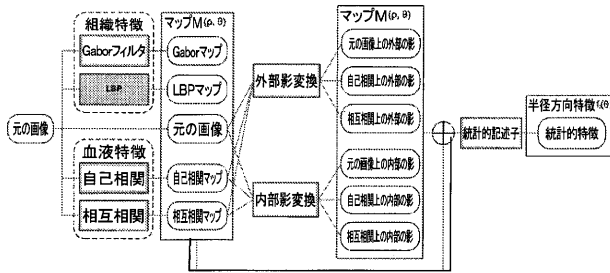 組織特徴
Gaborフィルタ
LBP
元の画像
血液特徴
自己相関
相互相関
マップM(ρ, θ)
Gaborマップ
LBPマップ
元の画像
自己相関マップ
相互相関マップ
外部影変換
内部影変換
マップM(ρ, θ)
元の画像上の外部の影
自己相関上の外部の影
相互相関上の外部の影
元の画像上の内部の影
自己相関上の内部の影
相互相関上の内部の影
統計的記述子
半径方向特徴f(θ)
統計的特徴